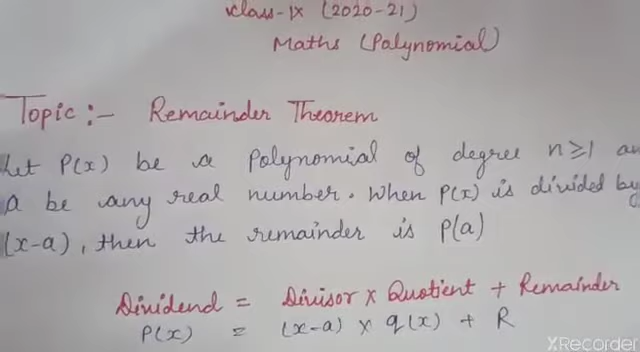 Class-IX (2020-21)
Maths (Polynomial)
Topic:- Remainder Theorem
Let P(x) be a polynomial of degree n≥1 an
a be any real number. When P(x) is divided by
(x-a), then the remainder is P(a)
Dividend = Divisor x Quotient + Remainder
P(x) = (x-a) x q(x) + R
XRecorder